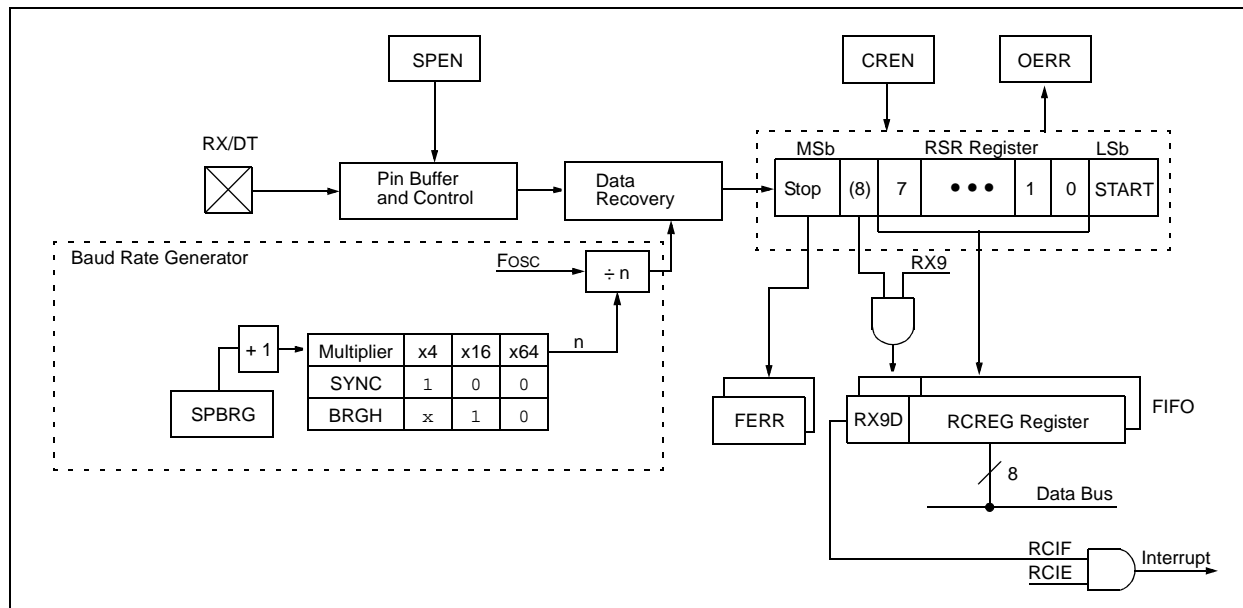 SPEN
CREN
OERR
RX/DT
Pin Buffer
and Control
Data
Recovery
MSb
RSR Register
LSb
Stop (8) 7 ••• 1 0 START
Baud Rate Generator
FOSC
÷ n
RX9
+ 1
Multiplier x4 x16 x64
SYNC 1 0 0
BRGH x 1 0
n
SPBRG
FERR
RX9D
RCREG Register
FIFO
8
Data Bus
RCIF
RCIE
Interrupt